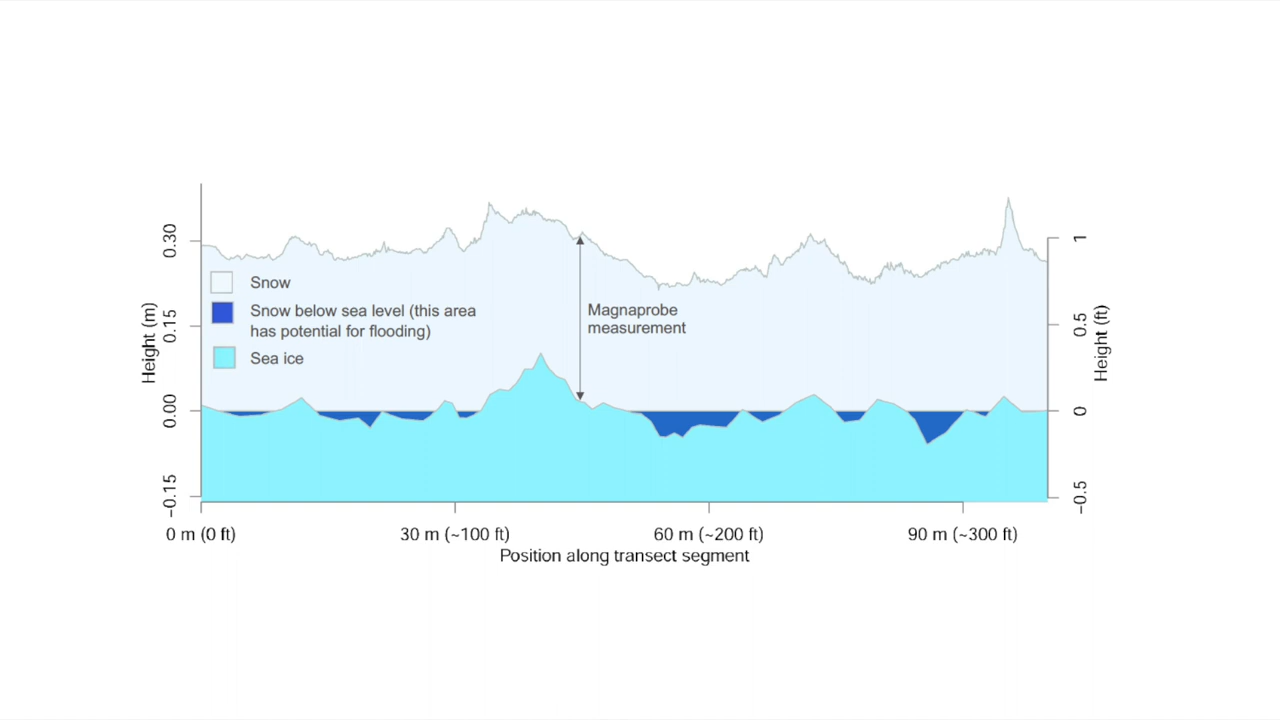 0.30
0.15
0.00
−0.15
Height (m)
Snow
Snow below sea level (this area
has potential for flooding)
Sea ice
Magnaprobe
measurement
1
0.5
0
−0.5
Height (ft)
0 m (0 ft)
30 m (~100 ft)
60 m (~200 ft)
90 m (~300 ft)
Position along transect segment